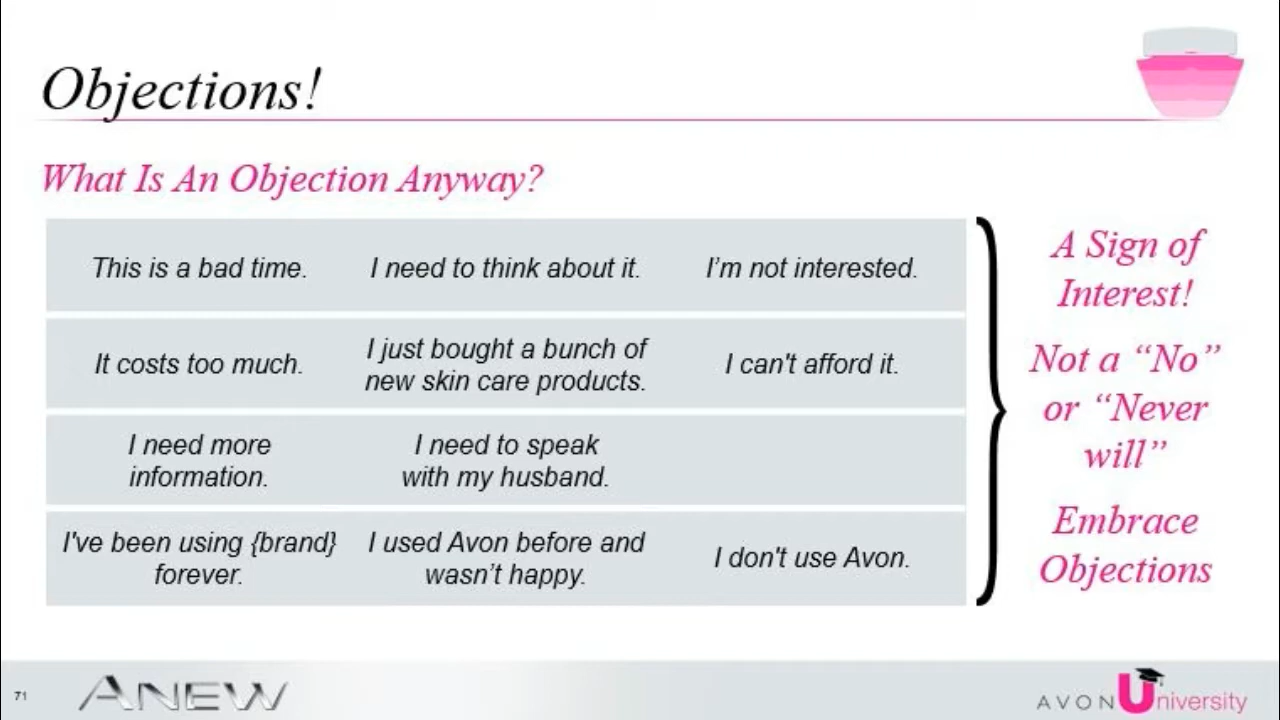 Objections!
What Is An Objection Anyway?
This is a bad time.
I need to think about it.
I’m not interested.
It costs too much.
I just bought a bunch of
new skin care products.
I can't afford it.
I need more
information.
I need to speak
with my husband.
I've been using {brand}
forever.
I used Avon before and
wasn’t happy.
I don't use Avon.
A Sign of
Interest!
Not a “No”
or “Never
will”
Embrace
Objections
71
ANEW
AVON University